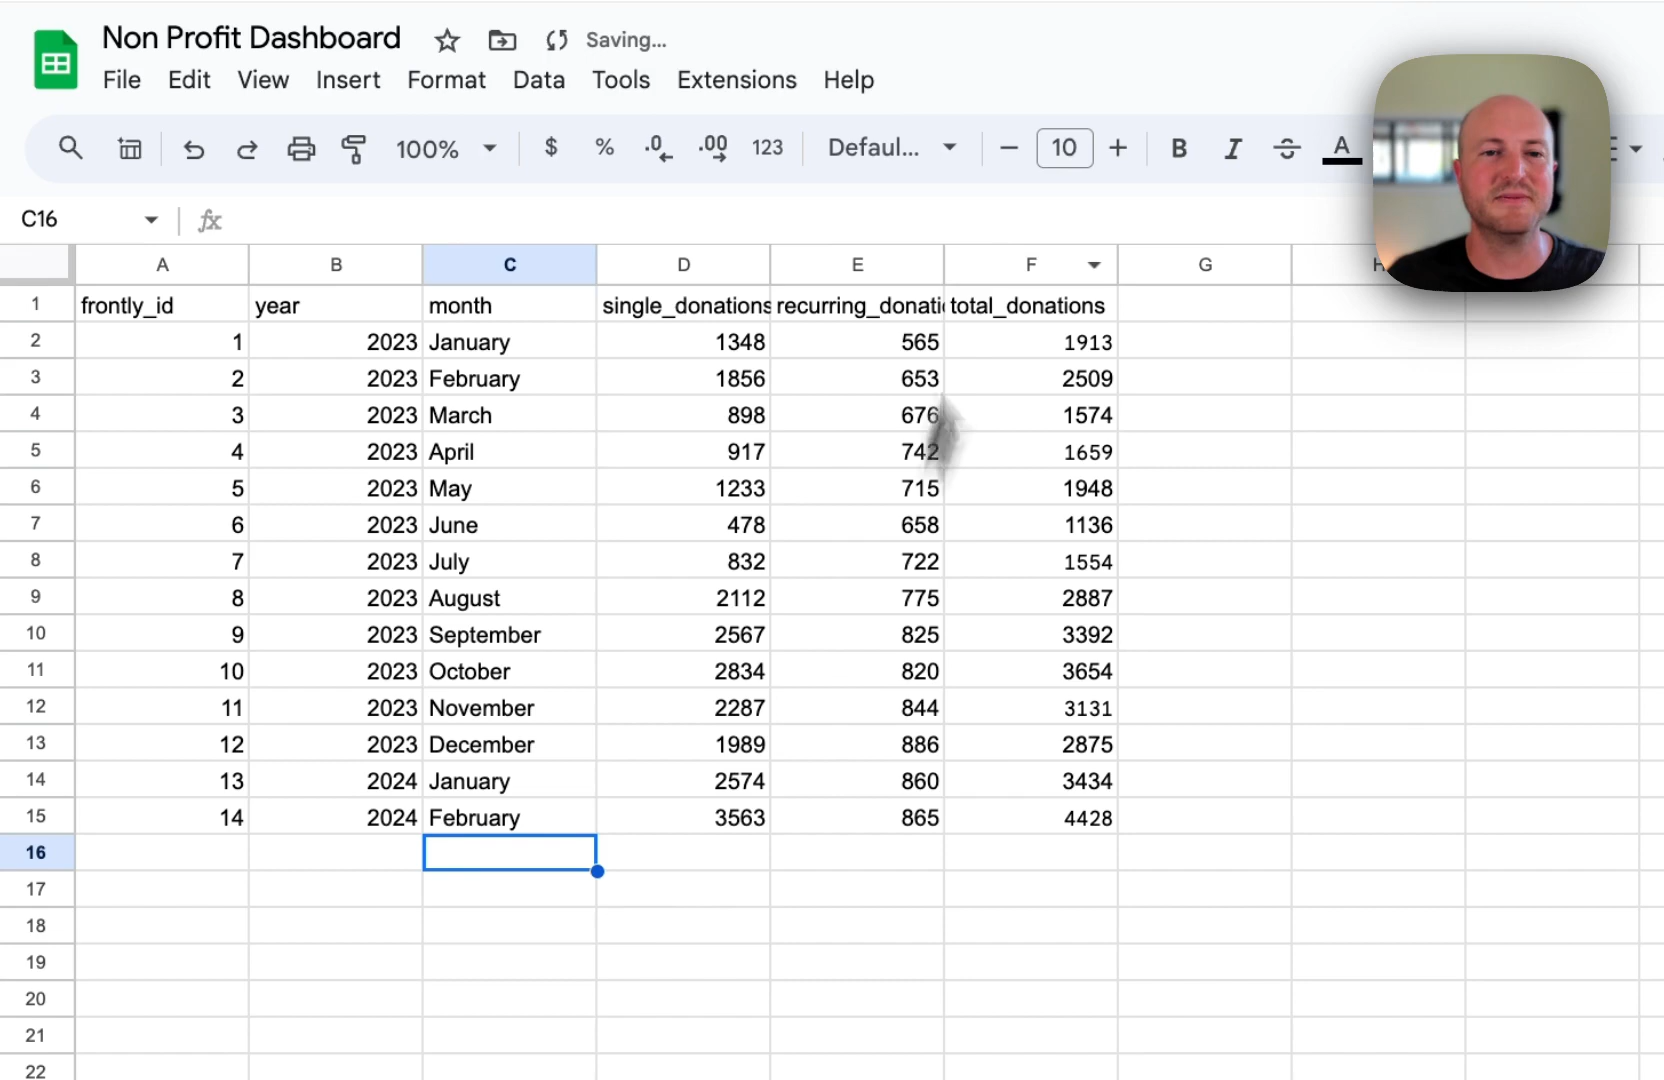 Non Profit Dashboard Saving...
File Edit View Insert Format Data Tools Extensions Help
100% $ % .0 .00 123 Defaul... 10 B I S A
C16 fx
A B C D E F G H
1 frontly_id year month single_donations recurring_donati total_donations
2 1 2023 January 1348 565 1913
3 2 2023 February 1856 653 2509
4 3 2023 March 898 676 1574
5 4 2023 April 917 742 1659
6 5 2023 May 1233 715 1948
7 6 2023 June 478 658 1136
8 7 2023 July 832 722 1554
9 8 2023 August 2112 775 2887
10 9 2023 September 2567 825 3392
11 10 2023 October 2834 820 3654
12 11 2023 November 2287 844 3131
13 12 2023 December 1989 886 2875
14 13 2024 January 2574 860 3434
15 14 2024 February 3563 865 4428
16
17
18
19
20
21
22